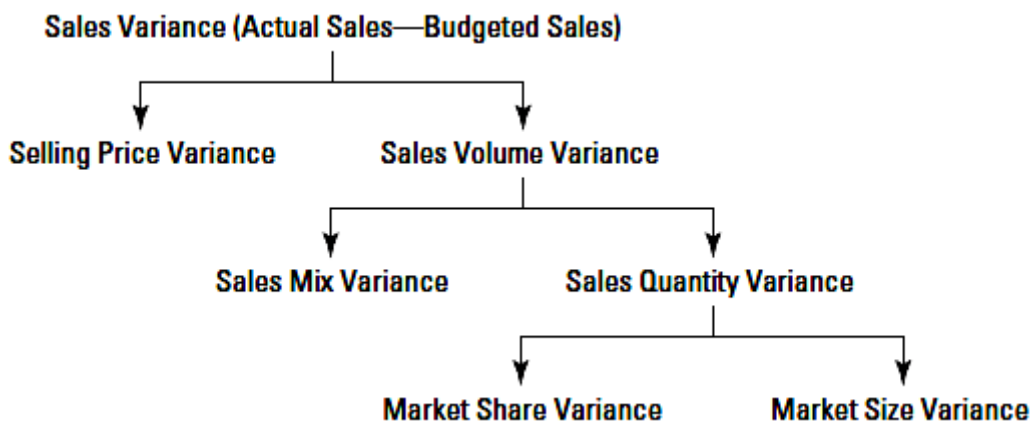 Sales Variance (Actual Sales—Budgeted Sales)
Selling Price Variance
Sales Volume Variance
Sales Mix Variance
Sales Quantity Variance
Market Share Variance
Market Size Variance